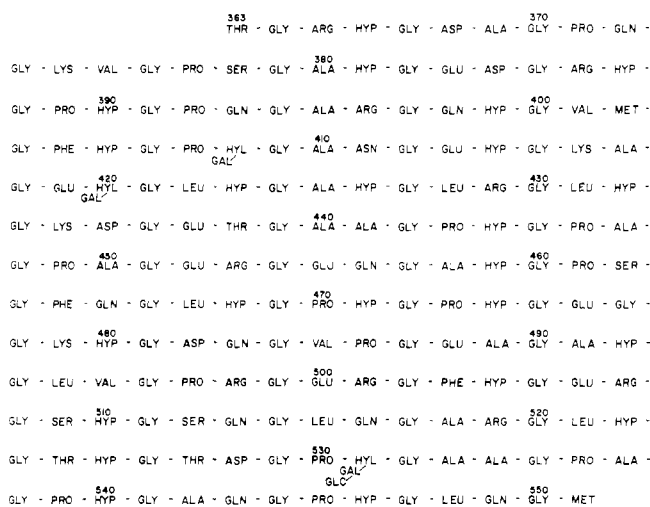 363 370
THR - GLY - ARG - HYP - GLY - ASP - ALA - GLY - PRO - GLN -
380
GLY - LYS - VAL - GLY - PRO - SER - GLY - ALA - HYP - GLY - GLU - ASP - GLY - ARG - HYP -
390 400
GLY - PRO - HYP - GLY - PRO - GLN - GLY - ALA - ARG - GLY - GLN - HYP - GLY - VAL - MET -
410
GLY - PHE - HYP - GLY - PRO - HYL - GLY - ALA - ASN - GLY - GLU - HYP - GLY - LYS - ALA -
GAL
420 430
GLY - GLU - HYL - GLY - LEU - HYP - GLY - ALA - HYP - GLY - LEU - ARG - GLY - LEU - HYP -
GAL
440
GLY - LYS - ASP - GLY - GLU - THR - GLY - ALA - ALA - GLY - PRO - HYP - GLY - PRO - ALA -
450 460
GLY - PRO - ALA - GLY - GLU - ARG - GLY - GLU - GLN - GLY - ALA - HYP - GLY - PRO - SER -
470
GLY - PHE - GLN - GLY - LEU - HYP - GLY - PRO - HYP - GLY - PRO - HYP - GLY - GLU - GLY -
480 490
GLY - LYS - HYP - GLY - ASP - GLN - GLY - VAL - PRO - GLY - GLU - ALA - GLY - ALA - HYP -
500
GLY - LEU - VAL - GLY - PRO - ARG - GLY - GLU - ARG - GLY - PHE - HYP - GLY - GLU - ARG -
510 520
GLY - SER - HYP - GLY - SER - GLN - GLY - LEU - GLN - GLY - ALA - ARG - GLY - LEU - HYP -
530
GLY - THR - HYP - GLY - THR - ASP - GLY - PRO - HYL - GLY - ALA - ALA - GLY - PRO - ALA -
GAL
GLC
540 550
GLY - PRO - HYP - GLY - ALA - GLN - GLY - PRO - HYP - GLY - LEU - GLN - GLY - MET